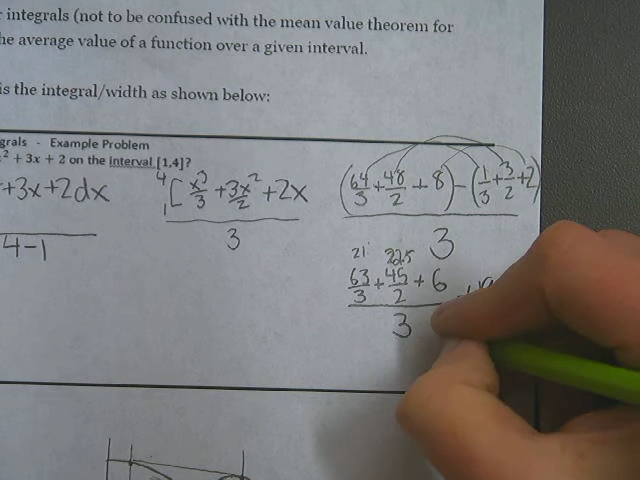 r integrals (not to be confused with the mean value theorem for
he average value of a function over a given interval.
is the integral/width as shown below:
grals - Example Problem
² + 3x + 2 on the interval [1,4]?
+3x+2dx
4-1
4
1
[x³/3 + 3x²/2 + 2x
3
(64/3 + 48/2 + 8) - (1/3 + 3/2 + 2)
3
21 22.5
63/3 + 45/2 + 6
3